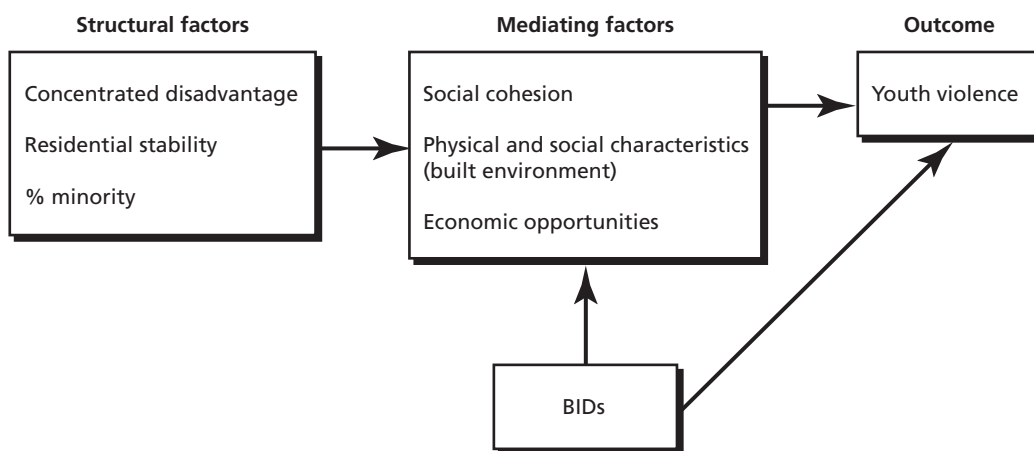 Structural factors
Concentrated disadvantage
Residential stability
% minority
Mediating factors
Social cohesion
Physical and social characteristics
(built environment)
Economic opportunities
Outcome
Youth violence
BIDs